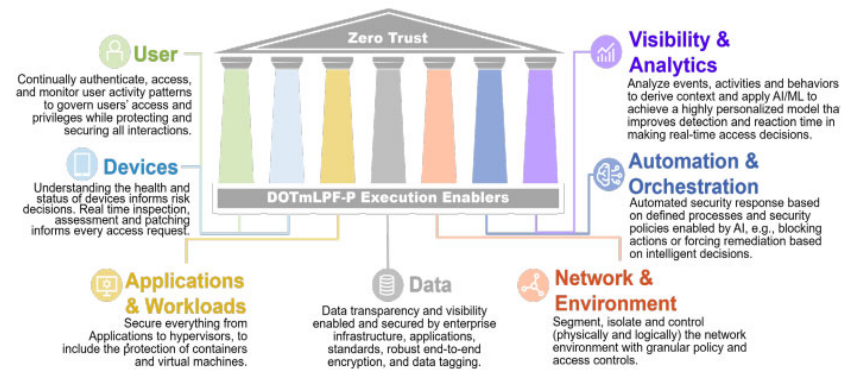 Zero Trust
DOTmLPF-P Execution Enablers
User
Continually authenticate, access,
and monitor user activity patterns
to govern users' access and
privileges while protecting and
securing all interactions.
Devices
Understanding the health and
status of devices informs risk
decisions. Real time inspection,
assessment and patching
informs every access request.
Applications
& Workloads
Secure everything from
Applications to hypervisors, to
include the protection of containers
and virtual machines.
Data
Data transparency and visibility
enabled and secured by enterprise
infrastructure, applications,
standards, robust end-to-end
encryption, and data tagging.
Network &
Environment
Segment, isolate and control
(physically and logically) the network
environment with granular policy and
access controls.
Automation &
Orchestration
Automated security response based
on defined processes and security
policies enabled by AI, e.g., blocking
actions or forcing remediation based
on intelligent decisions.
Visibility &
Analytics
Analyze events, activities and behaviors
to derive context and apply AI/ML to
achieve a highly personalized model tha
improves detection and reaction time in
making real-time access decisions.